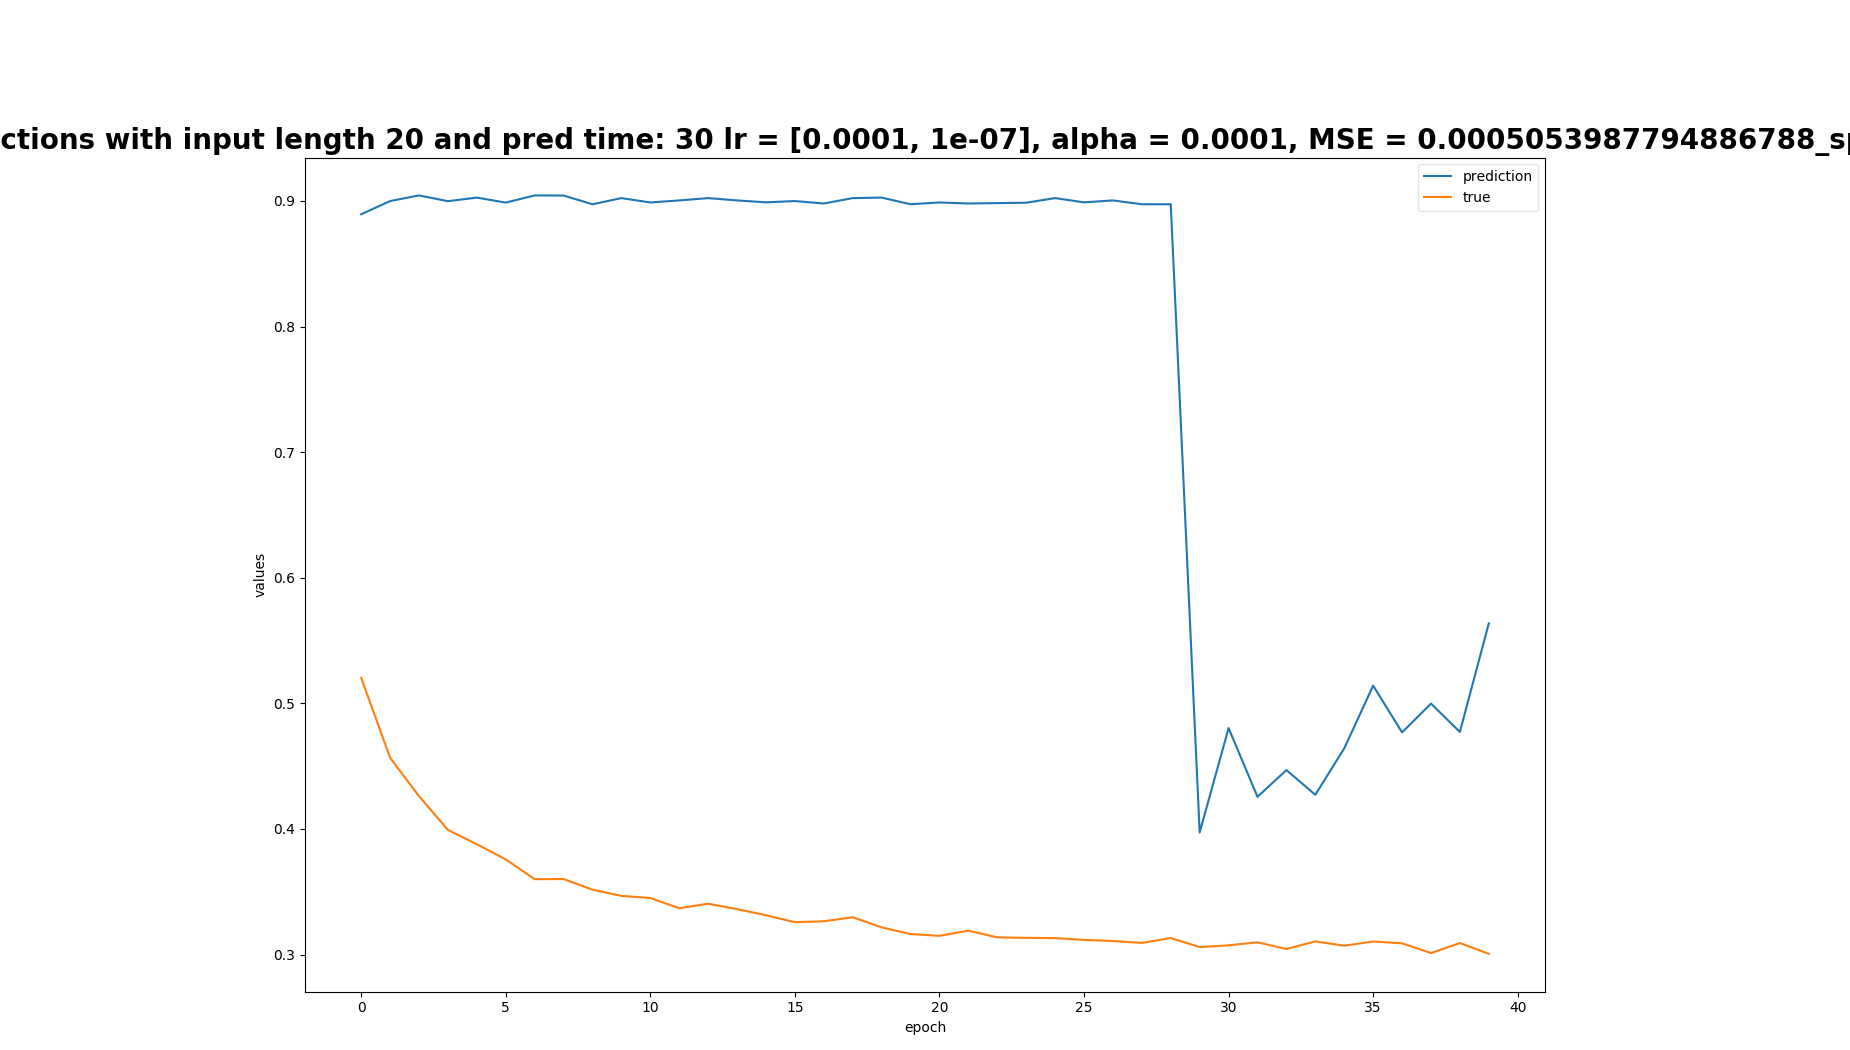 ctions with input length 20 and pred time: 30 lr = [0.0001, 1e-07], alpha = 0.0001, MSE = 0.0005053987794886788_sp
prediction
true
0.9
0.8
0.7
0.6
0.5
0.4
0.3
values
0 5 10 15 20 25 30 35 40
epoch